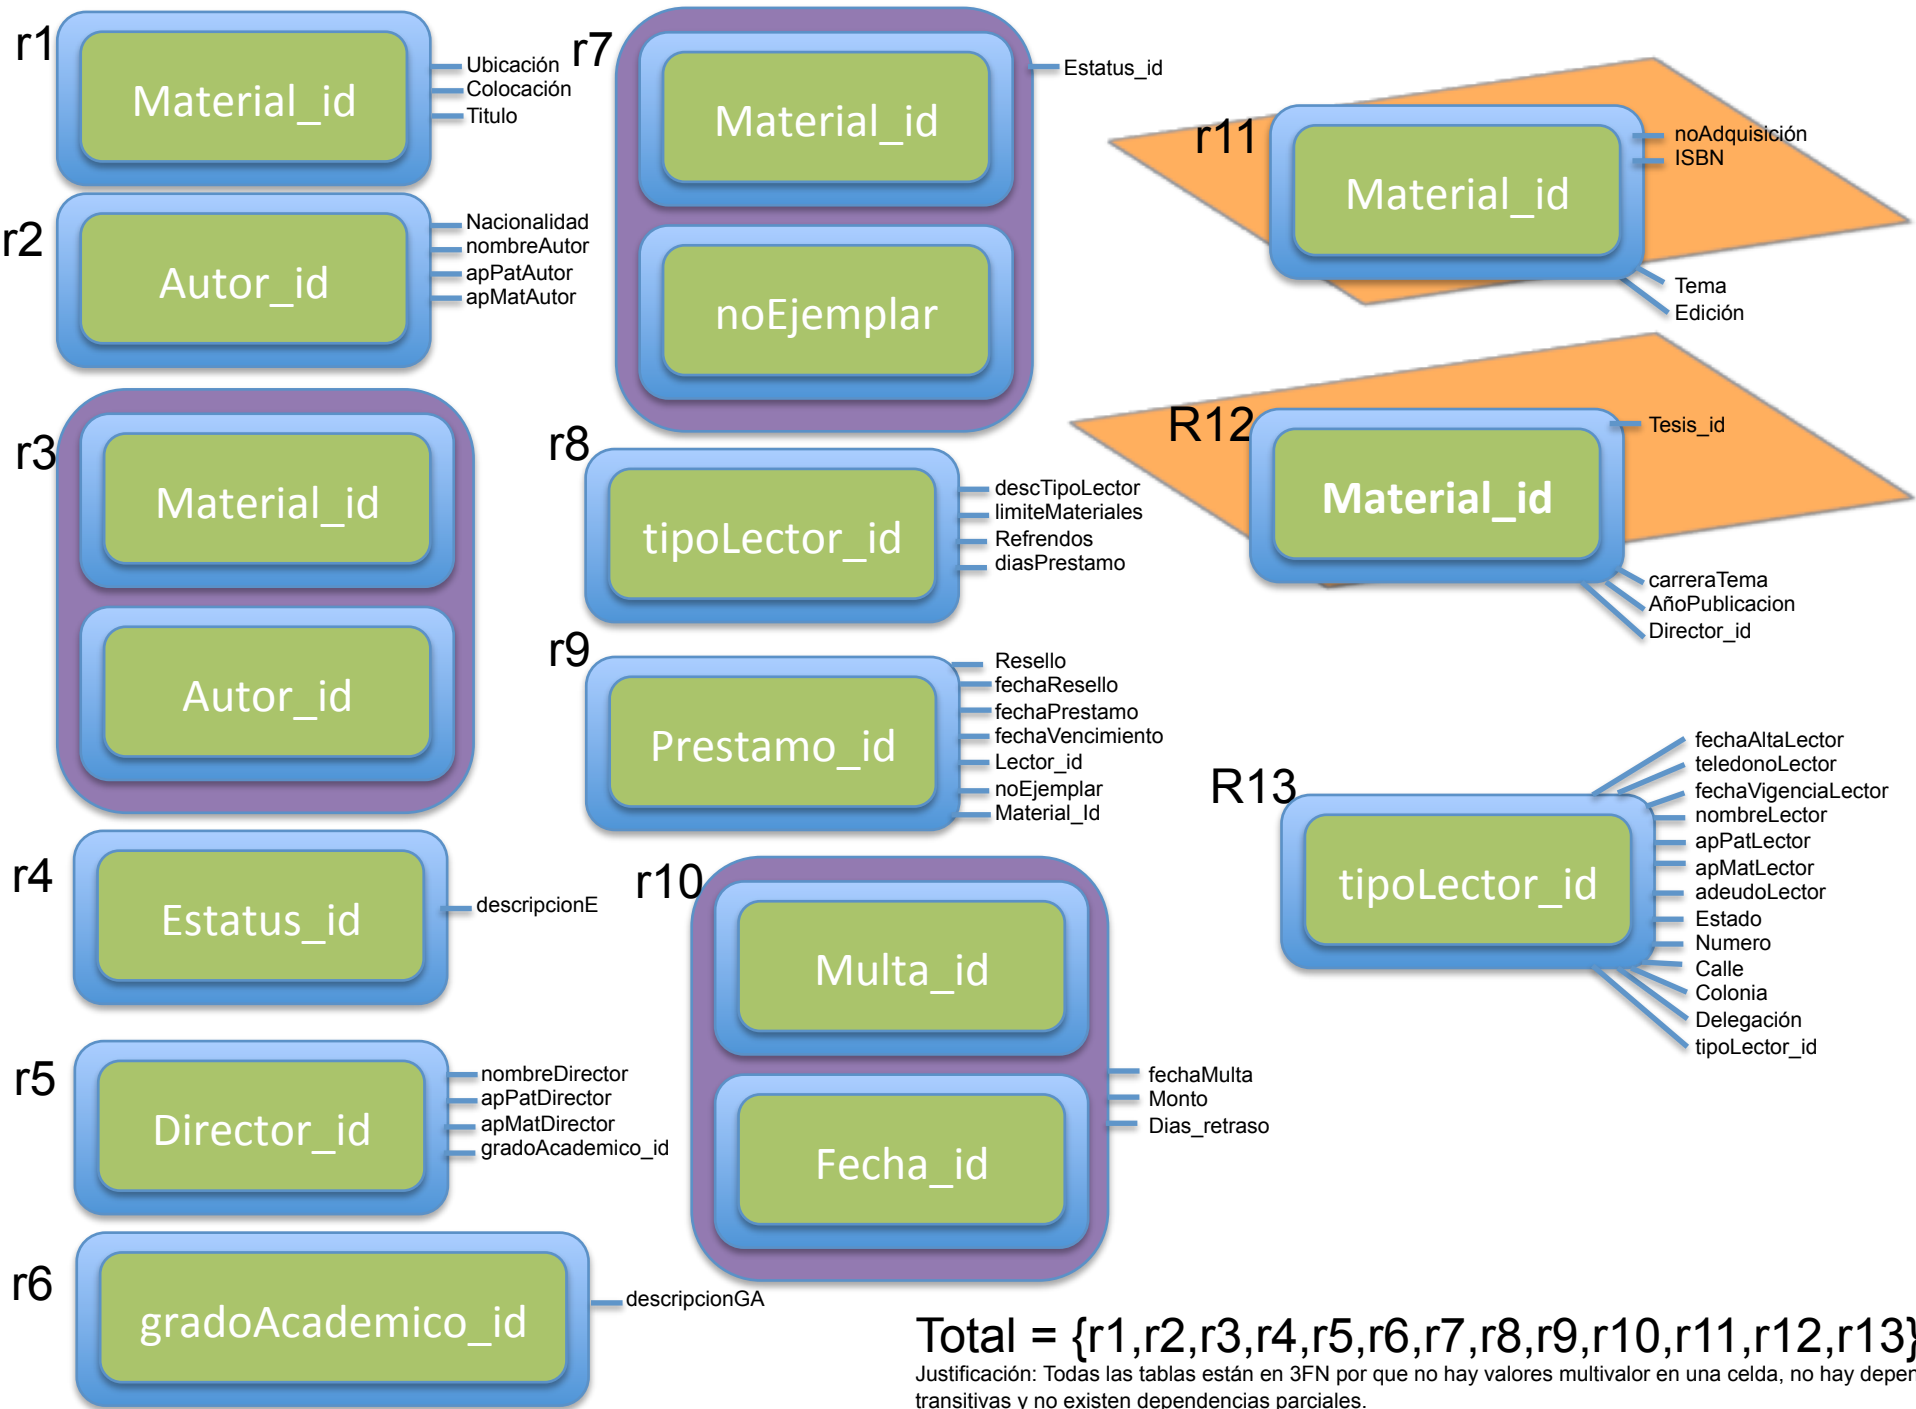 r1
Material_id
Ubicación
Colocación
Titulo
r2
Autor_id
Nacionalidad
nombreAutor
apPatAutor
apMatAutor
r3
Material_id
Autor_id
r4
Estatus_id
descripcionE
r5
Director_id
nombreDirector
apPatDirector
apMatDirector
gradoAcademico_id
r6
gradoAcademico_id
descripcionGA
r7
Material_id
noEjemplar
Estatus_id
r8
tipoLector_id
descTipoLector
limiteMateriales
Refrendos
diasPrestamo
r9
Prestamo_id
Resello
fechaResello
fechaPrestamo
fechaVencimiento
Lector_id
noEjemplar
Material_Id
r10
Multa_id
Fecha_id
fechaMulta
Monto
Dias_retraso
r11
Material_id
noAdquisición
ISBN
Tema
Edición
R12
Material_id
Tesis_id
carreraTema
AñoPublicacion
Director_id
R13
tipoLector_id
fechaAltaLector
teledonoLector
fechaVigenciaLector
nombreLector
apPatLector
apMatLector
adeudoLector
Estado
Numero
Calle
Colonia
Delegación
tipoLector_id
Total = {r1,r2,r3,r4,r5,r6,r7,r8,r9,r10,r11,r12,r13}
Justificación: Todas las tablas están en 3FN por que no hay valores multivalor en una celda, no hay depen
transitivas y no existen dependencias parciales.